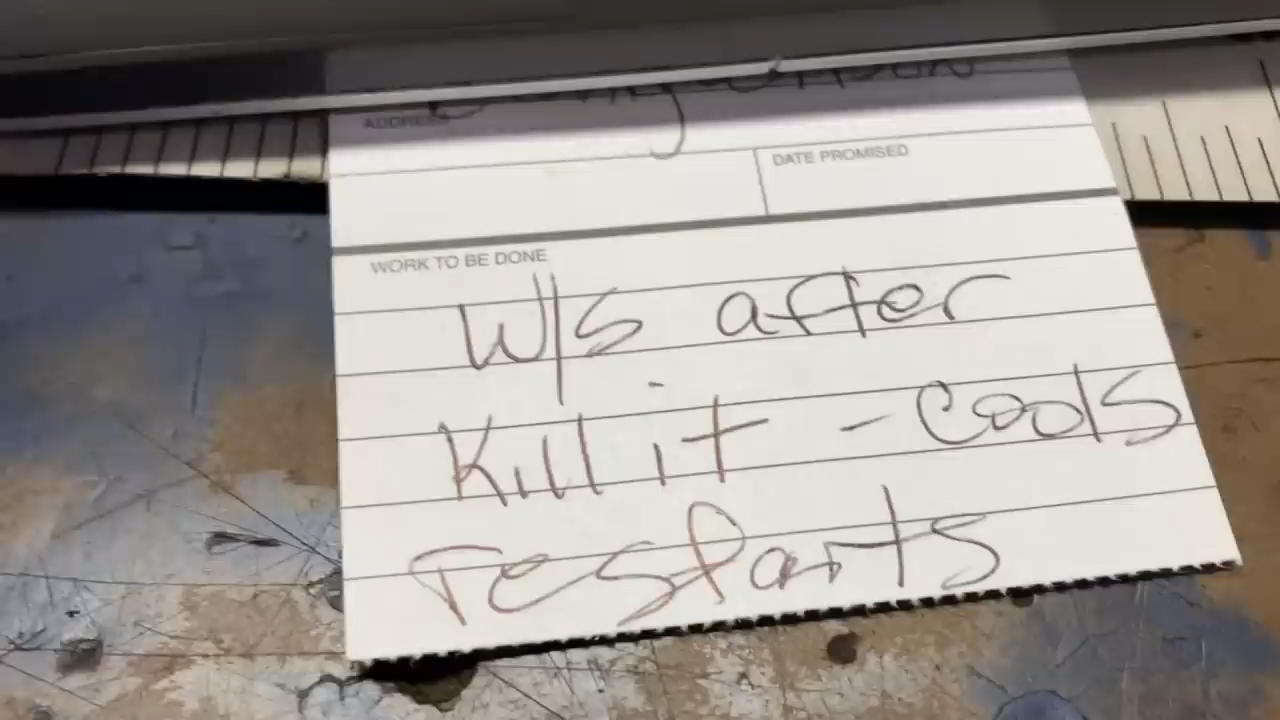 ADDRESS
DATE PROMISED
WORK TO BE DONE
W/S after
Kill it - Cools
restarts